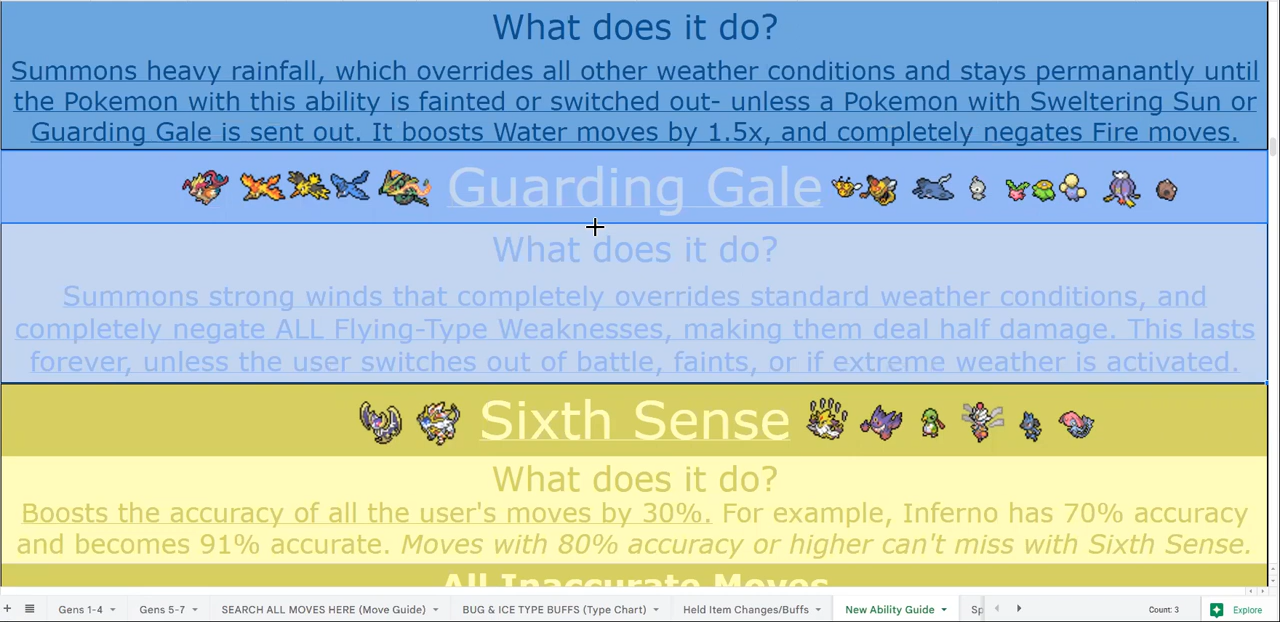 What does it do?
Summons heavy rainfall, which overrides all other weather conditions and stays permanantly until
the Pokemon with this ability is fainted or switched out- unless a Pokemon with Sweltering Sun or
Guarding Gale is sent out. It boosts Water moves by 1.5x, and completely negates Fire moves.
Guarding Gale
What does it do?
Summons strong winds that completely overrides standard weather conditions, and
completely negate ALL Flying-Type Weaknesses, making them deal half damage. This lasts
forever, unless the user switches out of battle, faints, or if extreme weather is activated.
Sixth Sense
What does it do?
Boosts the accuracy of all the user's moves by 30%. For example, Inferno has 70% accuracy
and becomes 91% accurate. Moves with 80% accuracy or higher can't miss with Sixth Sense.
All Inaccurate Moves
Gens 1-4 Gens 5-7 SEARCH ALL MOVES HERE (Move Guide) BUG & ICE TYPE BUFFS (Type Chart) Held Item Changes/Buffs New Ability Guide Sp Count: 3 Explore